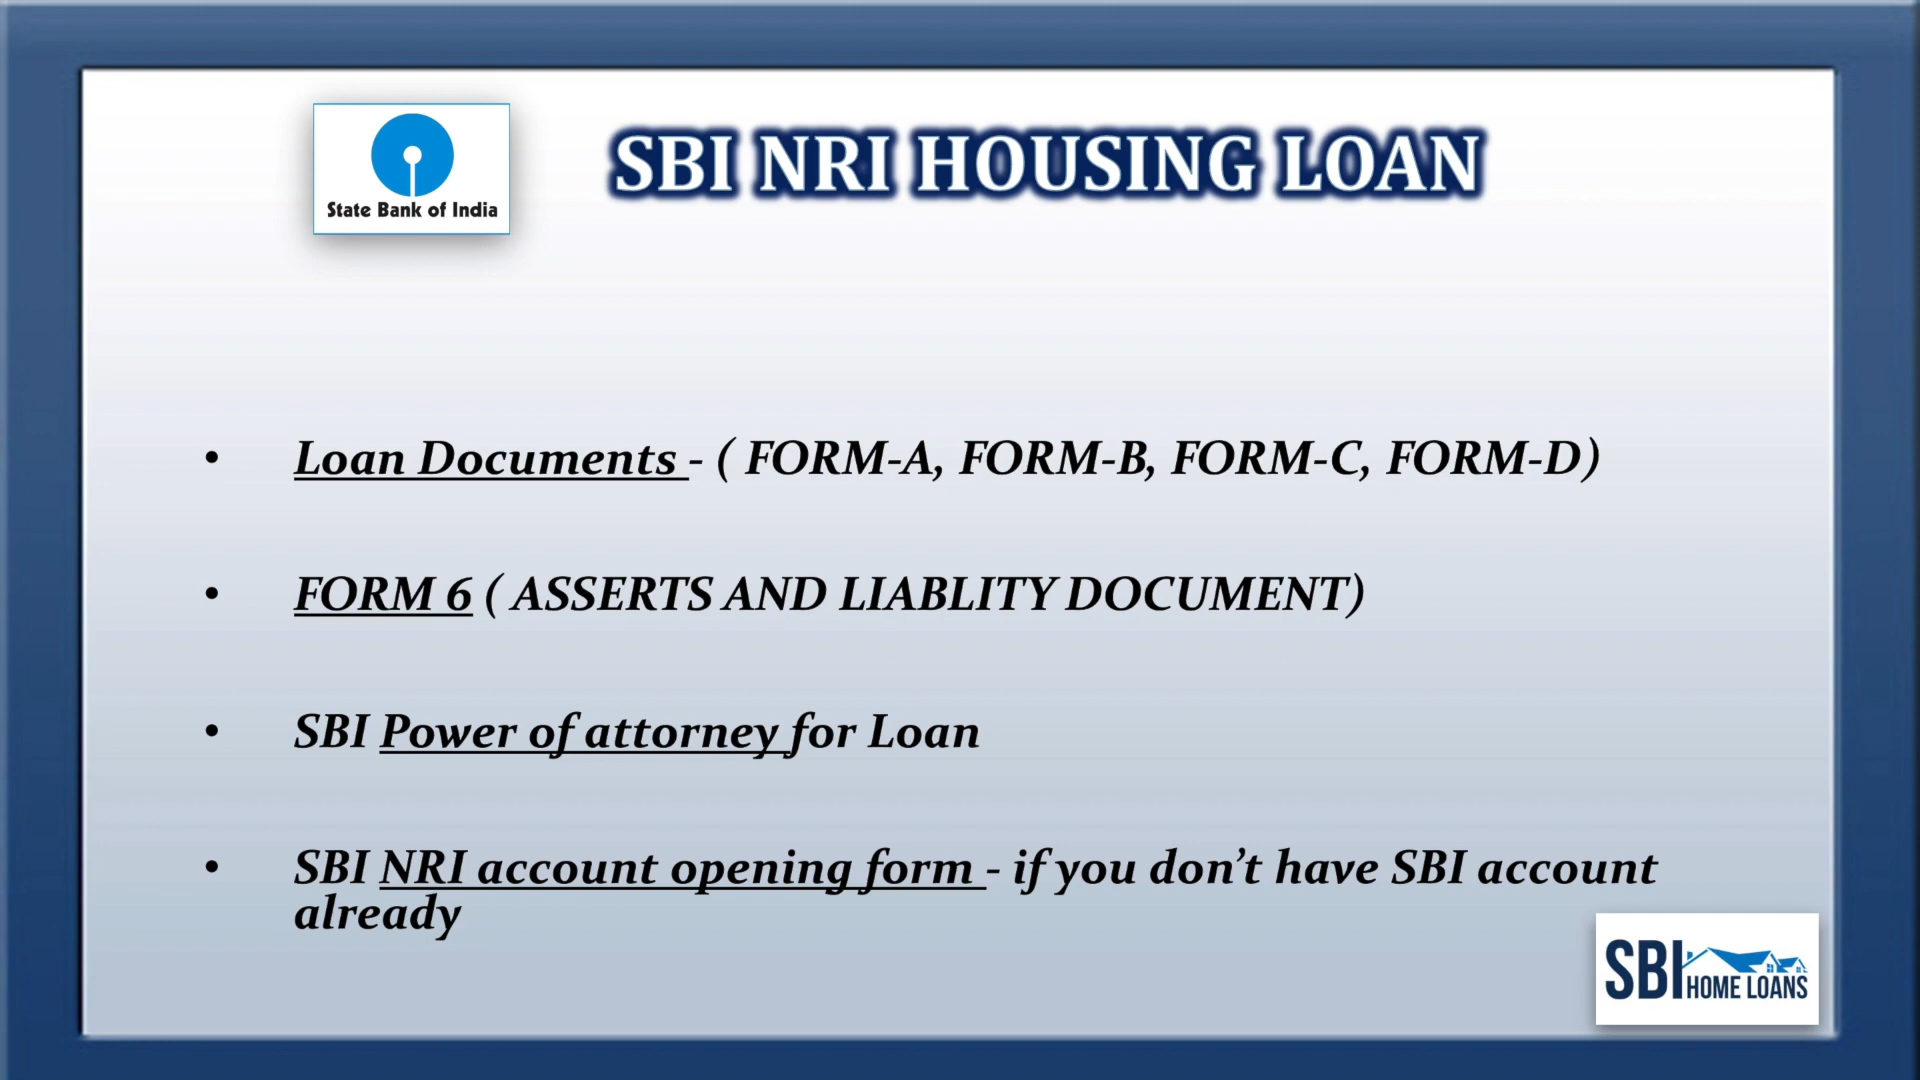 State Bank of India
SBI NRI HOUSING LOAN
• Loan Documents - ( FORM-A, FORM-B, FORM-C, FORM-D)
• FORM 6 ( ASSERTS AND LIABLITY DOCUMENT)
• SBI Power of attorney for Loan
• SBI NRI account opening form - if you don’t have SBI account
already
SBI HOME LOANS